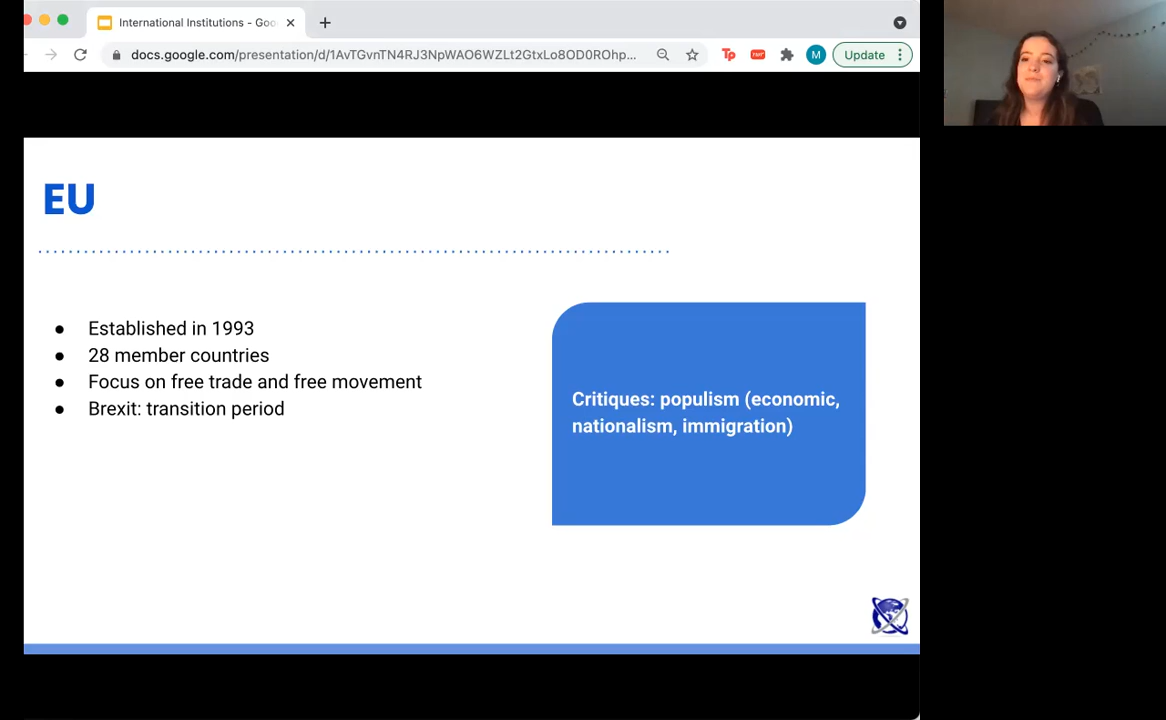 International Institutions - Goo
docs.google.com/presentation/d/1AvTGvnTN4RJ3NpWAO6WZLt2GtxLo8OD0ROhp...
Tp
M
Update
EU
● Established in 1993
● 28 member countries
● Focus on free trade and free movement
● Brexit: transition period
Critiques: populism (economic,
nationalism, immigration)